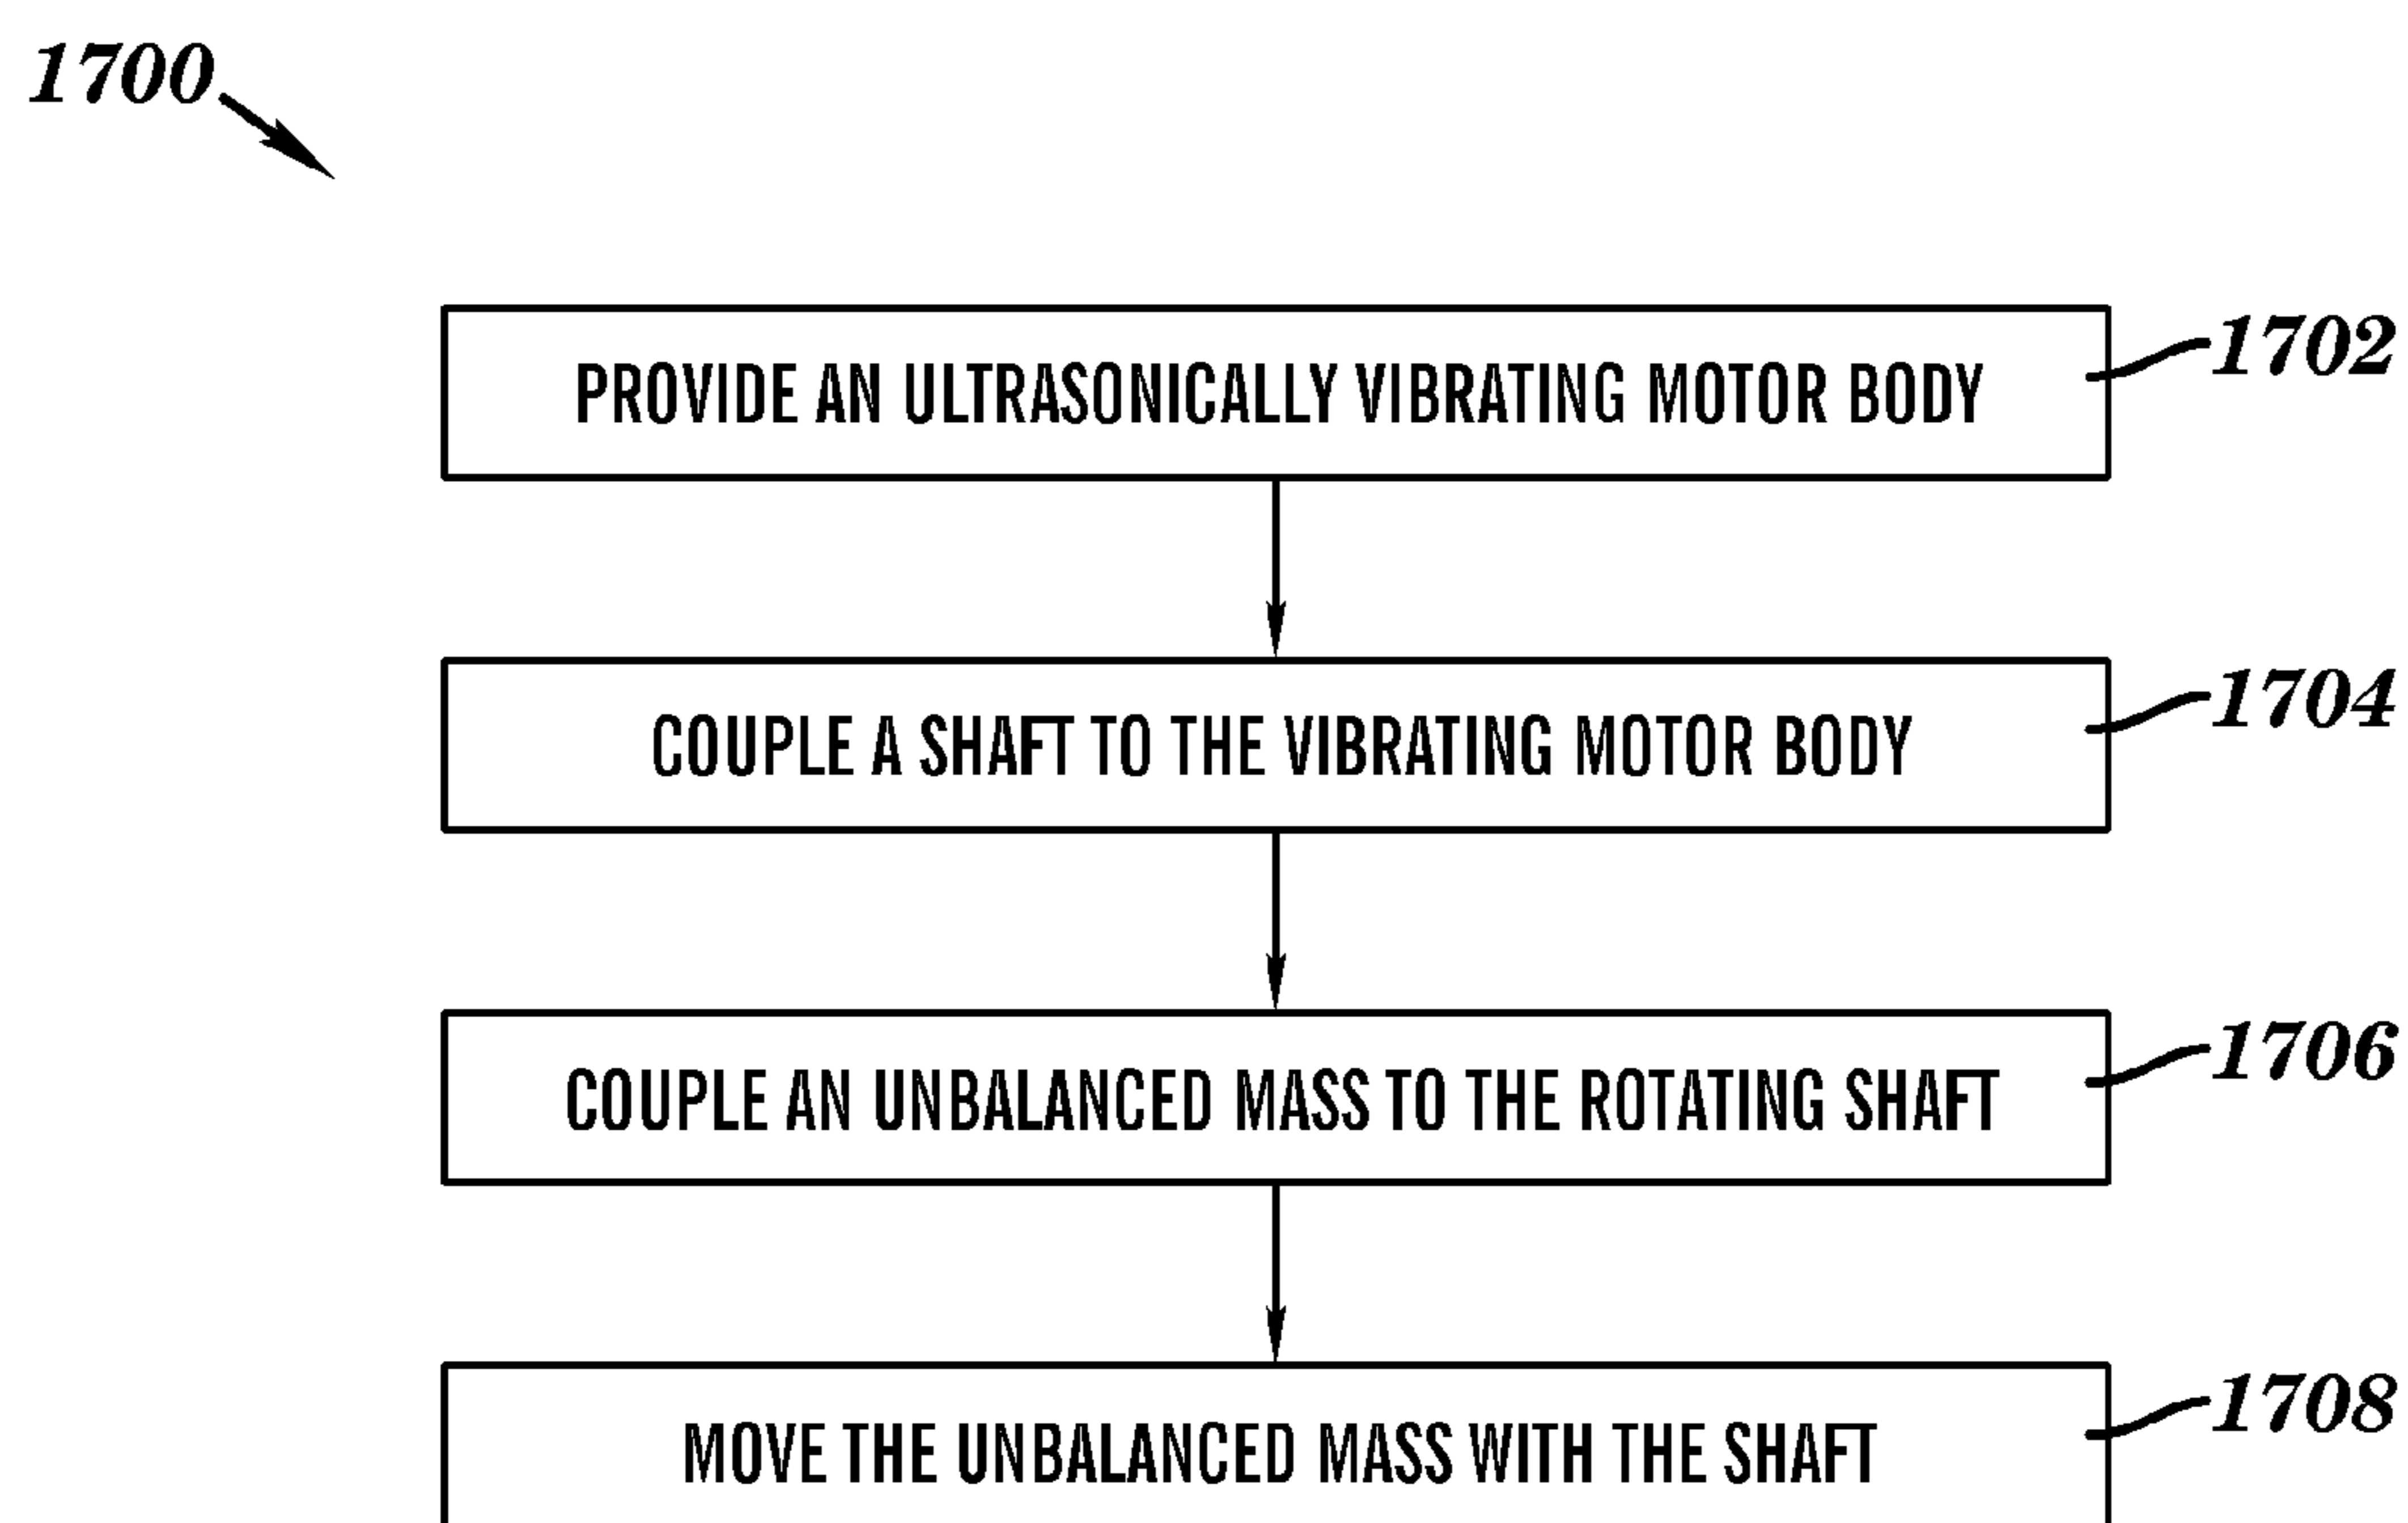 1700
PROVIDE AN ULTRASONICALLY VIBRATING MOTOR BODY
1702
COUPLE A SHAFT TO THE VIBRATING MOTOR BODY
1704
COUPLE AN UNBALANCED MASS TO THE ROTATING SHAFT
1706
MOVE THE UNBALANCED MASS WITH THE SHAFT
1708